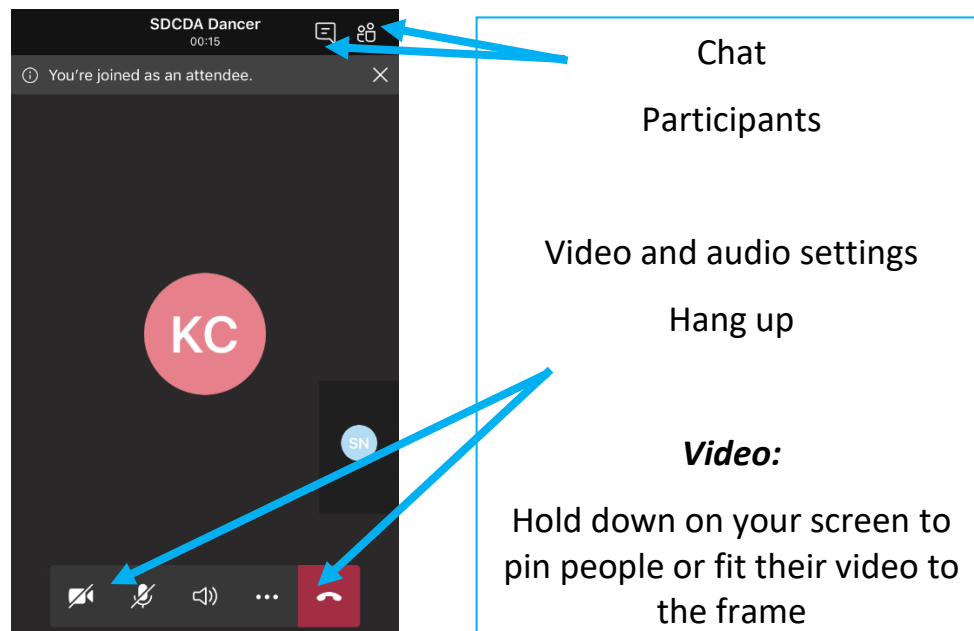 SDCDA Dancer
00:15
You're joined as an attendee.
KC
SN
Chat
Participants
Video and audio settings
Hang up
Video:
Hold down on your screen to
pin people or fit their video to
the frame